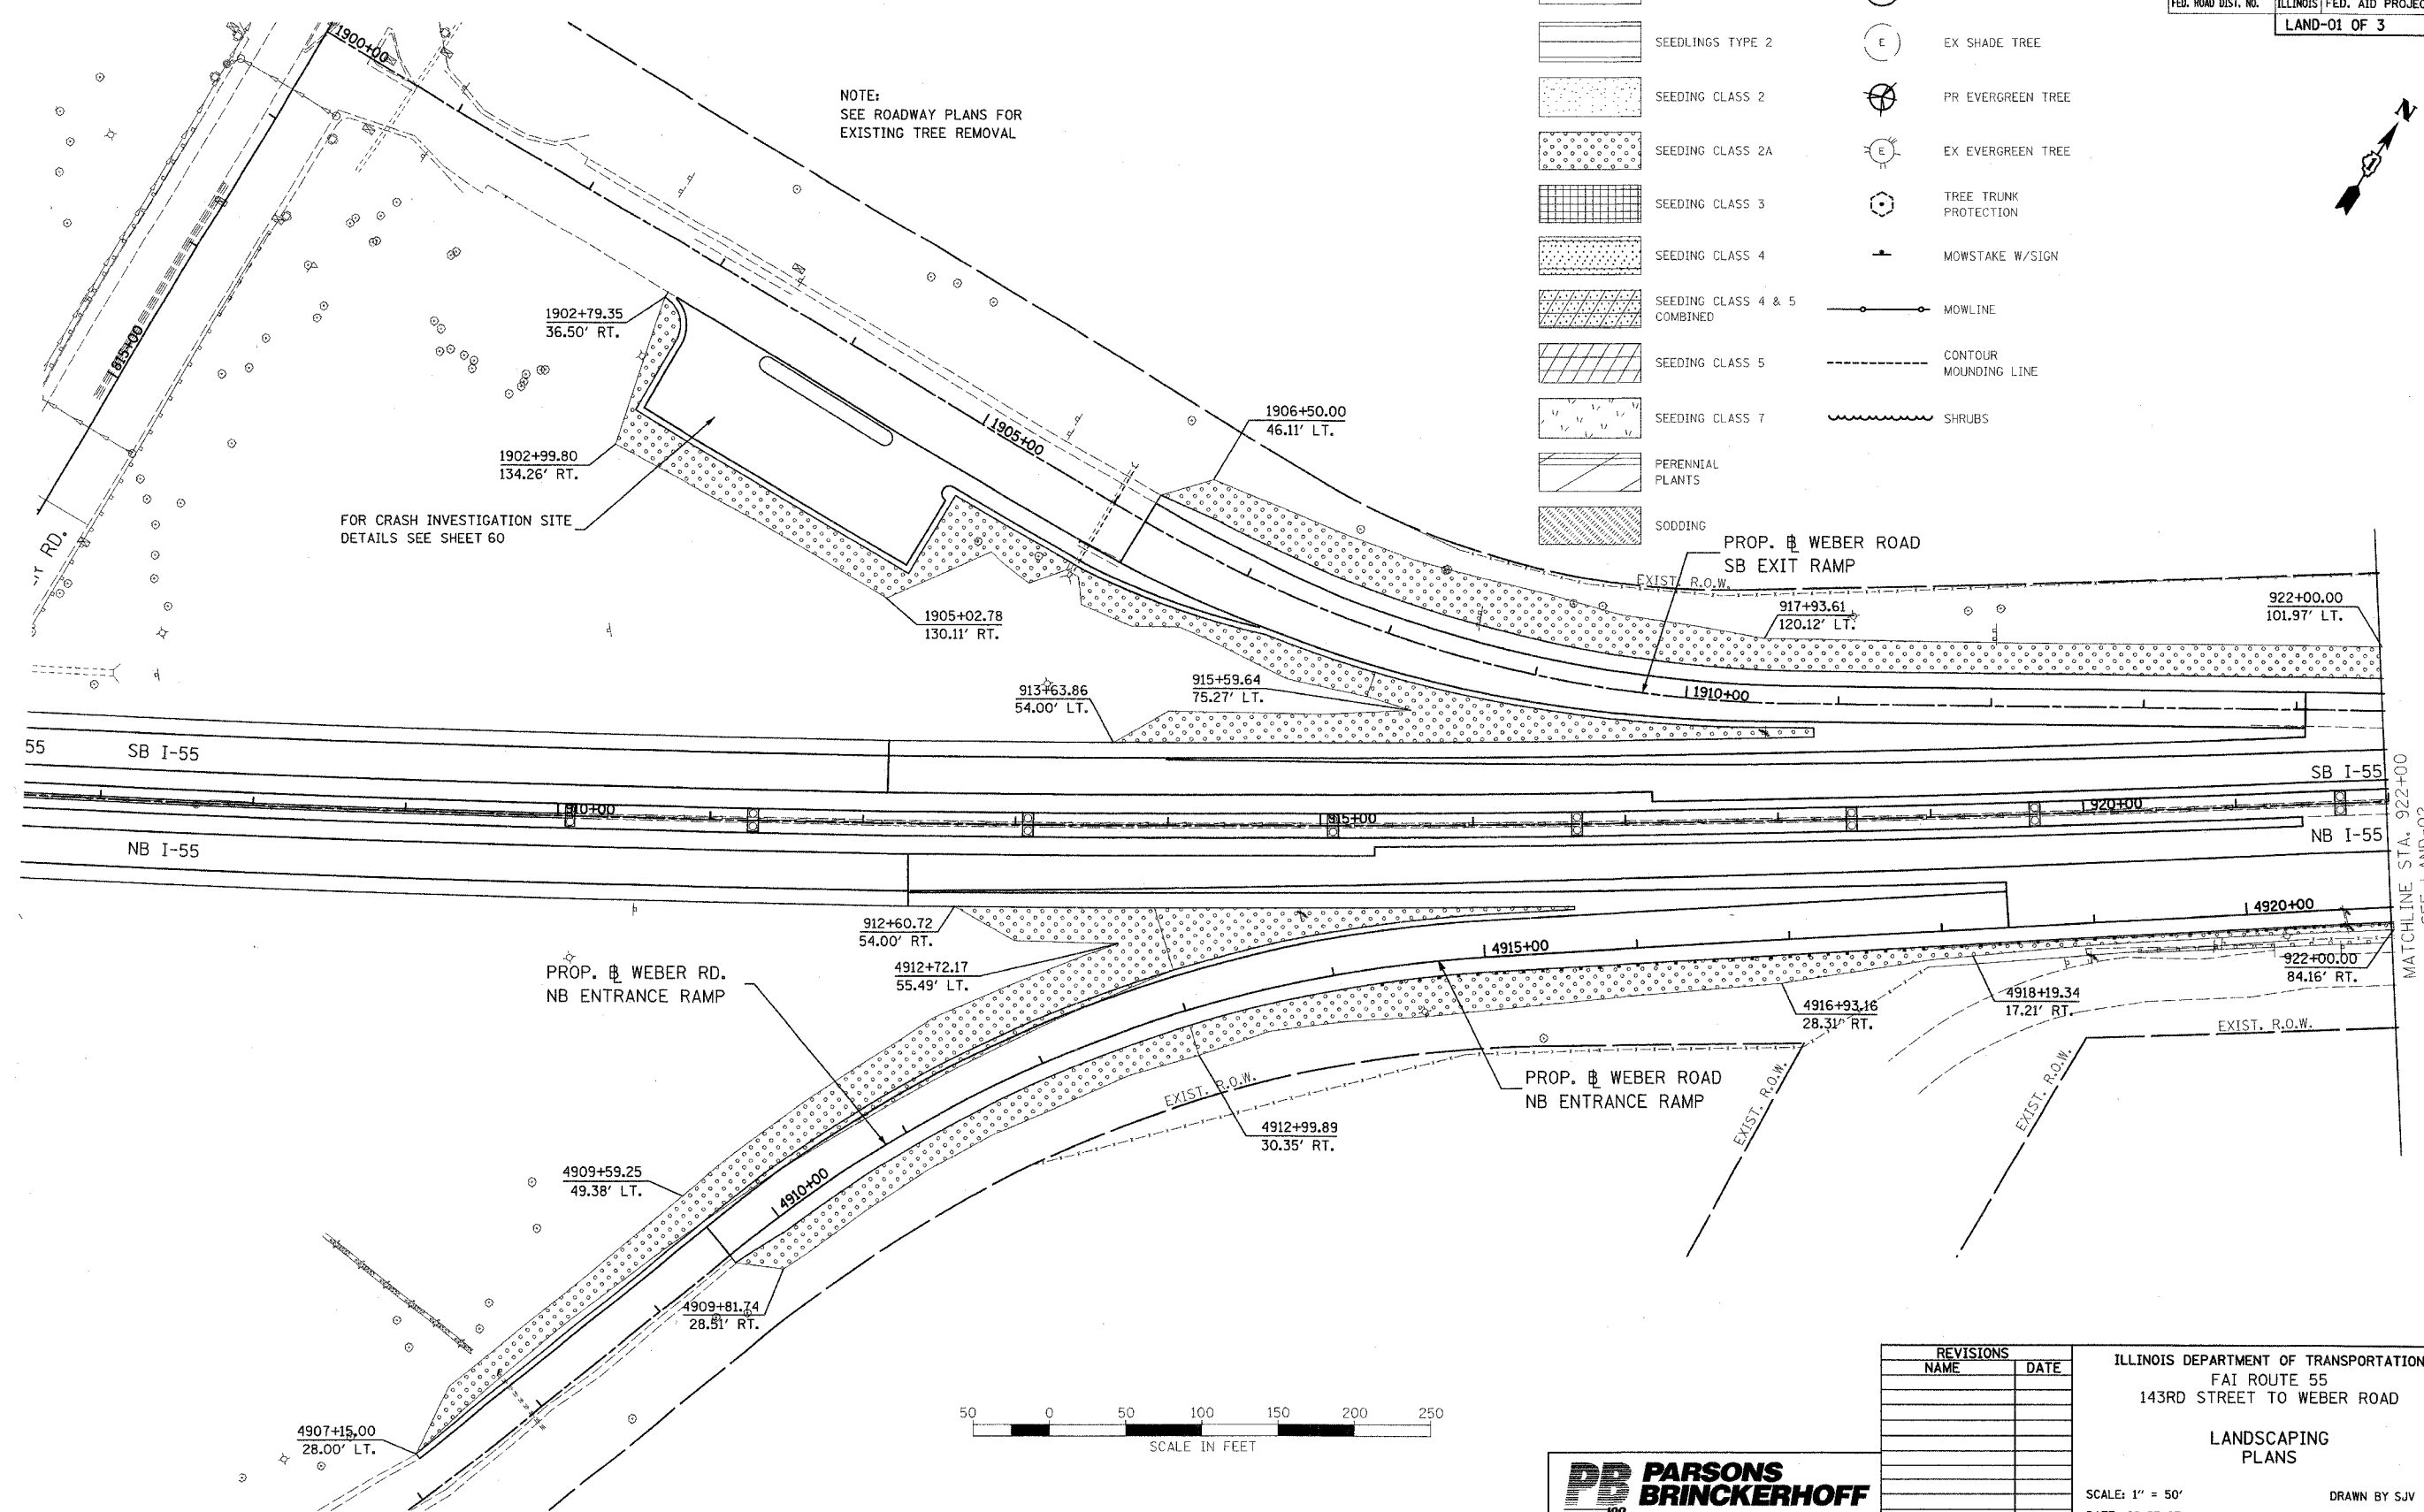 FED. ROAD DIST. NO.
ILLINOIS
FED. AID PROJEC
LAND-01 OF 3
SEEDLINGS TYPE 2
SEEDING CLASS 2
SEEDING CLASS 2A
SEEDING CLASS 3
SEEDING CLASS 4
SEEDING CLASS 4 & 5
COMBINED
SEEDING CLASS 5
SEEDING CLASS 7
PERENNIAL
PLANTS
SODDING
E
EX SHADE TREE
PR EVERGREEN TREE
E
EX EVERGREEN TREE
TREE TRUNK
PROTECTION
MOWSTAKE W/SIGN
MOWLINE
CONTOUR
MOUNDING LINE
SHRUBS
N
NOTE:
SEE ROADWAY PLANS FOR
EXISTING TREE REMOVAL
1900+00
815+00
RD.
1902+79.35
36.50' RT.
1902+99.80
134.26' RT.
FOR CRASH INVESTIGATION SITE
DETAILS SEE SHEET 60
1905+00
1906+50.00
46.11' LT.
1905+02.78
130.11' RT.
PROP. ℄ WEBER ROAD
SB EXIT RAMP
EXIST. R.O.W.
917+93.61
120.12' LT.
922+00.00
101.97' LT.
913+63.86
54.00' LT.
915+59.64
75.27' LT.
1910+00
55
SB I-55
SB I-55
910+00
915+00
920+00
NB I-55
NB I-55
MATCHLINE STA. 922+00
912+60.72
54.00' RT.
4912+72.17
55.49' LT.
4915+00
4920+00
922+00.00
84.16' RT.
4916+93.16
28.31' RT.
4918+19.34
17.21' RT.
EXIST. R.O.W.
PROP. ℄ WEBER RD.
NB ENTRANCE RAMP
PROP. ℄ WEBER ROAD
NB ENTRANCE RAMP
EXIST. R.O.W.
EXIST. R.O.W.
EXIST. R.O.W.
4912+99.89
30.35' RT.
4909+59.25
49.38' LT.
4910+00
4909+81.74
28.51' RT.
4907+15.00
28.00' LT.
50 0 50 100 150 200 250
SCALE IN FEET
PB PARSONS
BRINCKERHOFF
REVISIONS
NAME DATE
ILLINOIS DEPARTMENT OF TRANSPORTATION
FAI ROUTE 55
143RD STREET TO WEBER ROAD
LANDSCAPING
PLANS
SCALE: 1" = 50'
DRAWN BY SJV